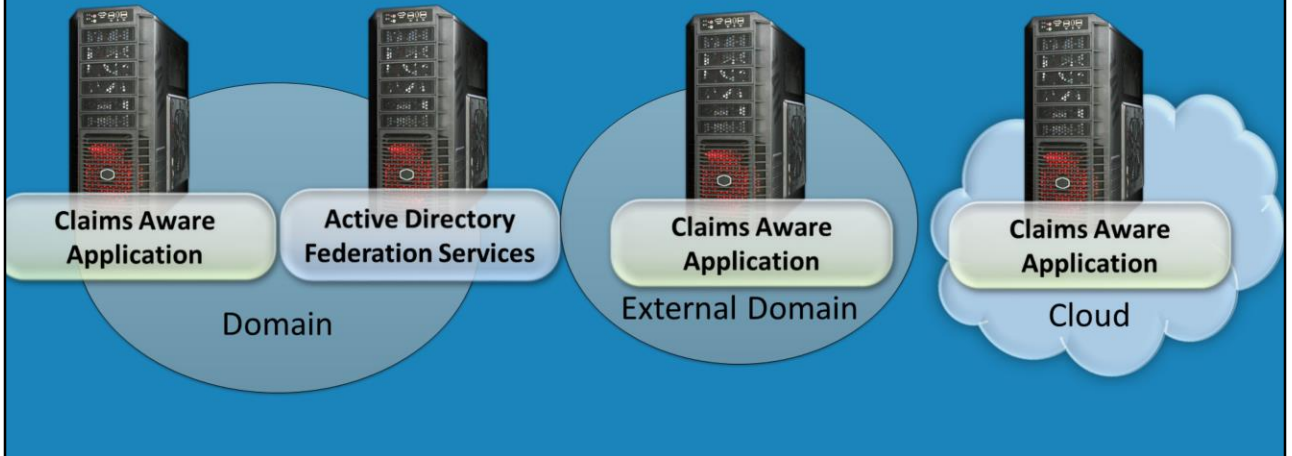 Claims Aware
Application
Active Directory
Federation Services
Domain
Claims Aware
Application
External Domain
Claims Aware
Application
Cloud